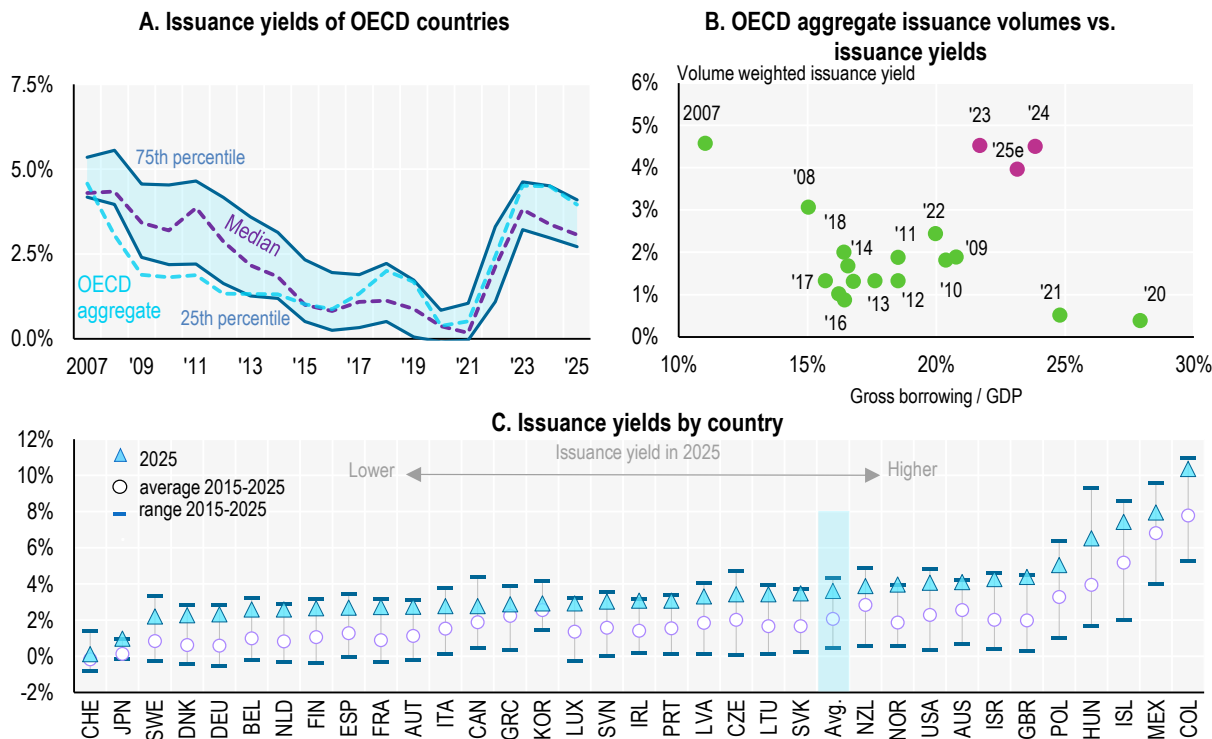 A. Issuance yields of OECD countries
7.5%
5.0%
2.5%
0.0%
75th percentile
Median
OECD
aggregate
25th percentile
2007 '09 '11 '13 '15 '17 '19 '21 '23 '25
B. OECD aggregate issuance volumes vs.
issuance yields
Volume weighted issuance yield
6%
5%
4%
3%
2%
1%
0%
2007
'23
'24
'25e
'08
'18
'22
'14
'11
'09
'17
'10
'13
'12
'16
'21
'20
10% 15% 20% 25% 30%
Gross borrowing / GDP
C. Issuance yields by country
12%
10%
8%
6%
4%
2%
0%
-2%
Issuance yield in 2025
Lower
Higher
2025
average 2015-2025
range 2015-2025
CHE JPN SWE DNK DEU BEL NLD FIN ESP FRA AUT ITA CAN GRC KOR LUX SVN IRL PRT LVA CZE LTU SVK Avg. NZL NOR USA AUS ISR GBR POL HUN ISL MEX COL